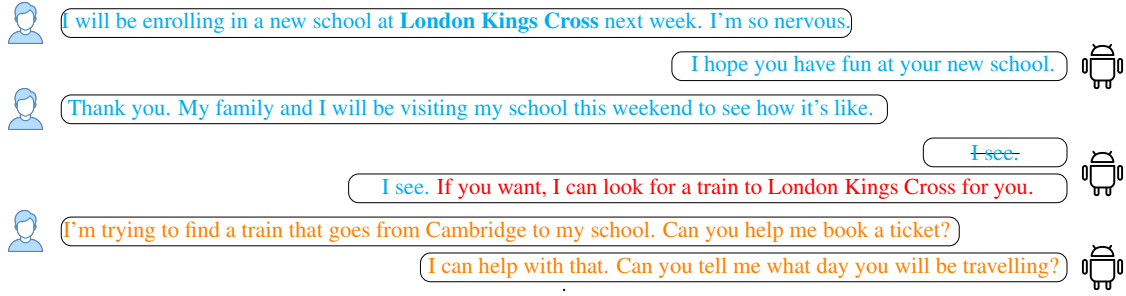 I will be enrolling in a new school at London Kings Cross next week. I'm so nervous.
I hope you have fun at your new school.
Thank you. My family and I will be visiting my school this weekend to see how it's like.
I see.
I see. If you want, I can look for a train to London Kings Cross for you.
I'm trying to find a train that goes from Cambridge to my school. Can you help me book a ticket?
I can help with that. Can you tell me what day you will be travelling?